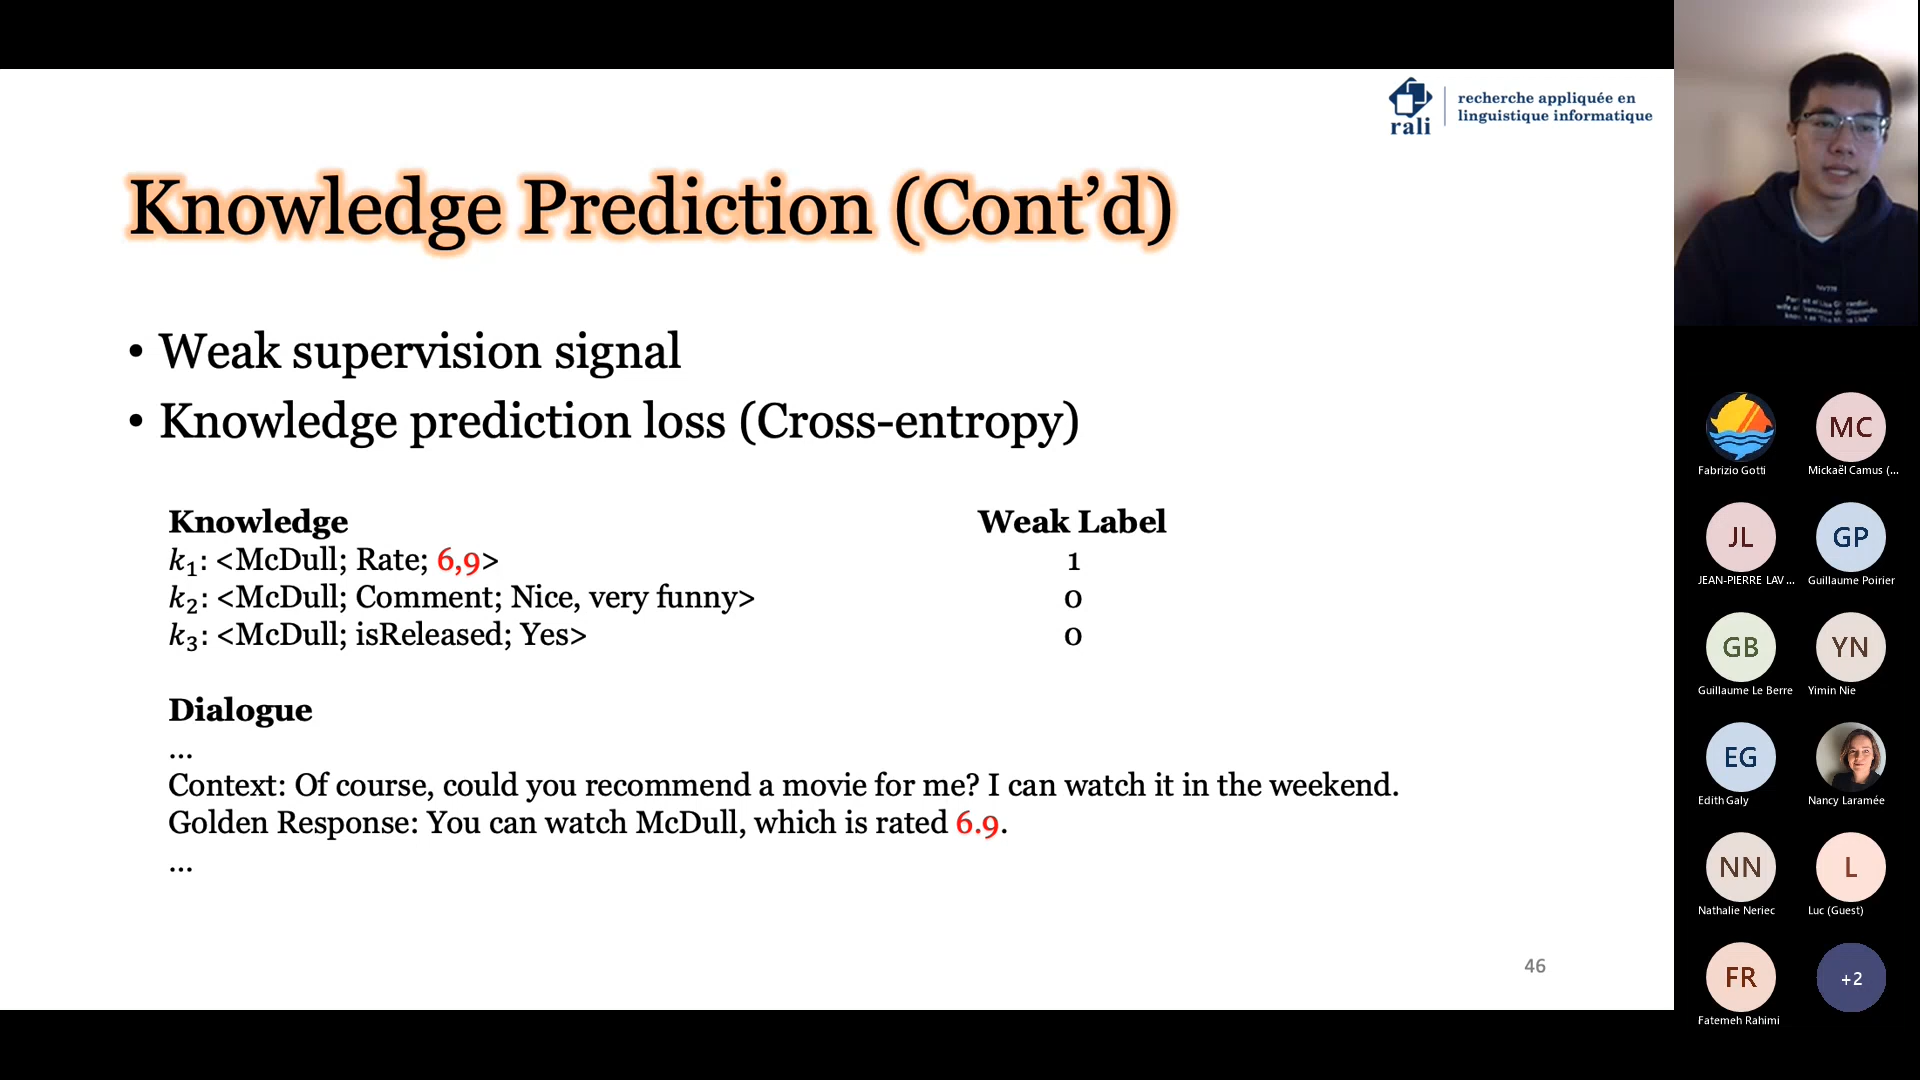 rali
recherche appliquée en
linguistique informatique
Knowledge Prediction (Cont’d)
• Weak supervision signal
• Knowledge prediction loss (Cross-entropy)
Knowledge Weak Label
k1: <McDull; Rate; 6,9> 1
k2: <McDull; Comment; Nice, very funny> 0
k3: <McDull; isReleased; Yes> 0
Dialogue
...
Context: Of course, could you recommend a movie for me? I can watch it in the weekend.
Golden Response: You can watch McDull, which is rated 6.9.
...
46
MC
Fabrizio Gotti
Mickaël Camus (...
JL
GP
JEAN-PIERRE LAV...
Guillaume Poirier
GB
YN
Guillaume Le Berre
Yimin Nie
EG
Edith Galy
Nancy Laramée
NN
L
Nathalie Neriec
Luc (Guest)
FR
+2
Fatemeh Rahimi